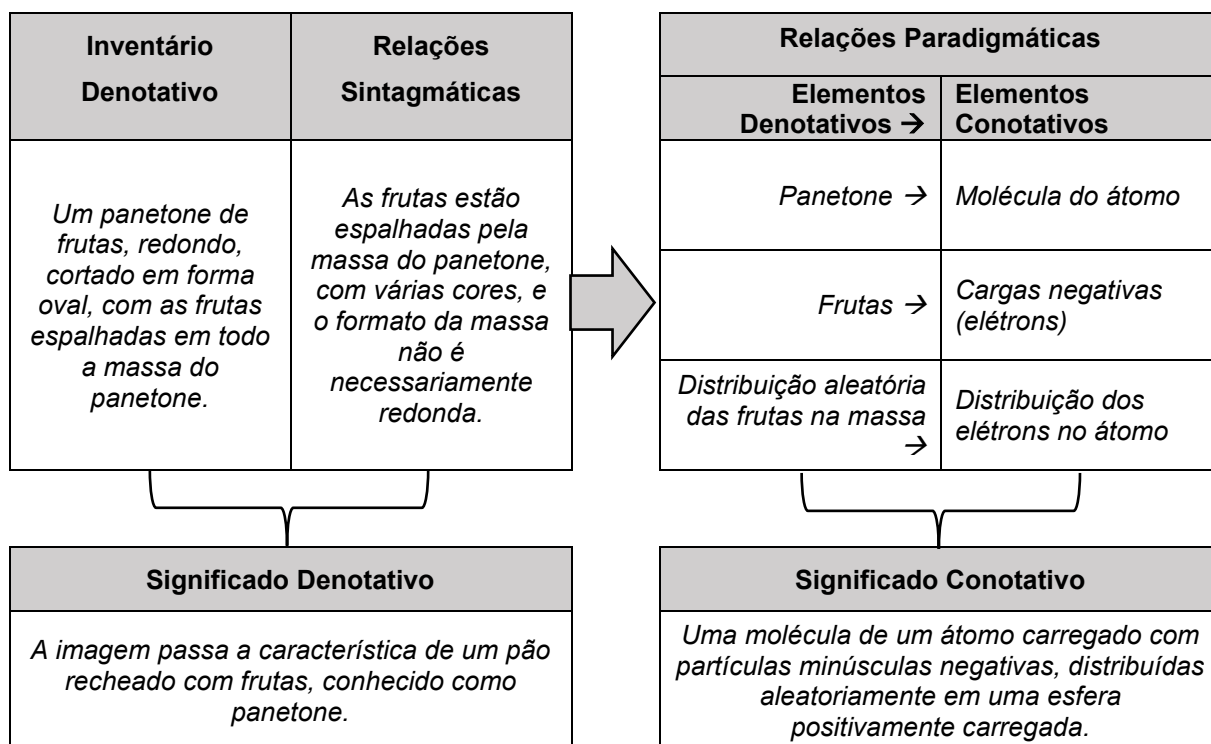 Inventário
Denotativo
Relações
Sintagmáticas
Um panetone de
frutas, redondo,
cortado em forma
oval, com as frutas
espalhadas em todo
a massa do
panetone.
As frutas estão
espalhadas pela
massa do panetone,
com várias cores, e
o formato da massa
não é
necessariamente
redonda.
Significado Denotativo
A imagem passa a característica de um pão
recheado com frutas, conhecido como
panetone.
Relações Paradigmáticas
Elementos
Denotativos →
Elementos
Conotativos
Panetone →
Molécula do átomo
Frutas →
Cargas negativas
(elétrons)
Distribuição aleatória
das frutas na massa
→
Distribuição dos
elétrons no átomo
Significado Conotativo
Uma molécula de um átomo carregado com
partículas minúsculas negativas, distribuídas
aleatoriamente em uma esfera
positivamente carregada.